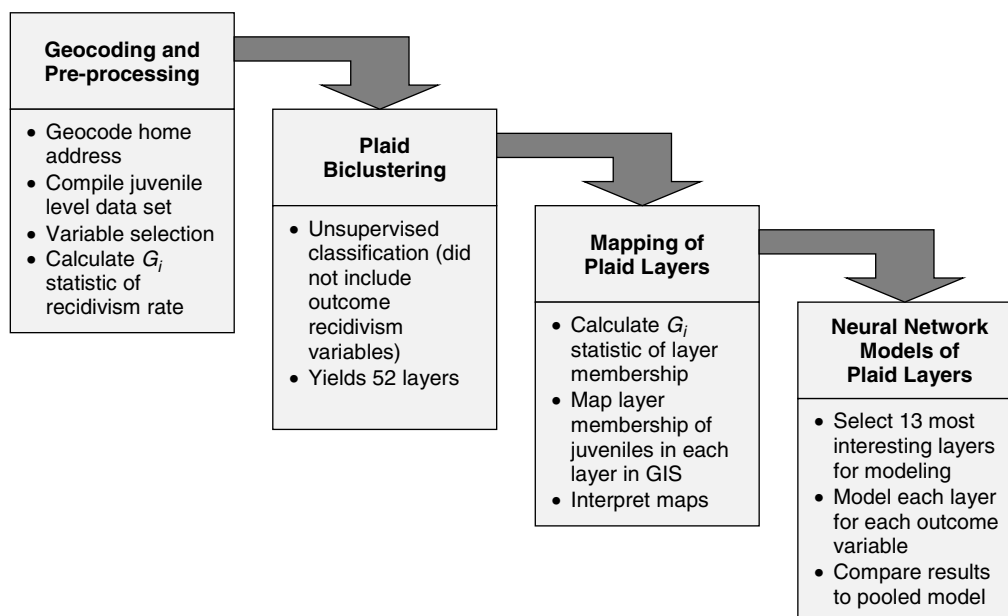 Geocoding and
Pre-processing
• Geocode home
address
• Compile juvenile
level data set
• Variable selection
• Calculate Gi
statistic of
recidivism rate
Plaid
Biclustering
• Unsupervised
classification (did
not include
outcome
recidivism
variables)
• Yields 52 layers
Mapping of
Plaid Layers
• Calculate Gi
statistic of layer
membership
• Map layer
membership of
juveniles in each
layer in GIS
• Interpret maps
Neural Network
Models of
Plaid Layers
• Select 13 most
interesting layers
for modeling
• Model each layer
for each outcome
variable
• Compare results
to pooled model